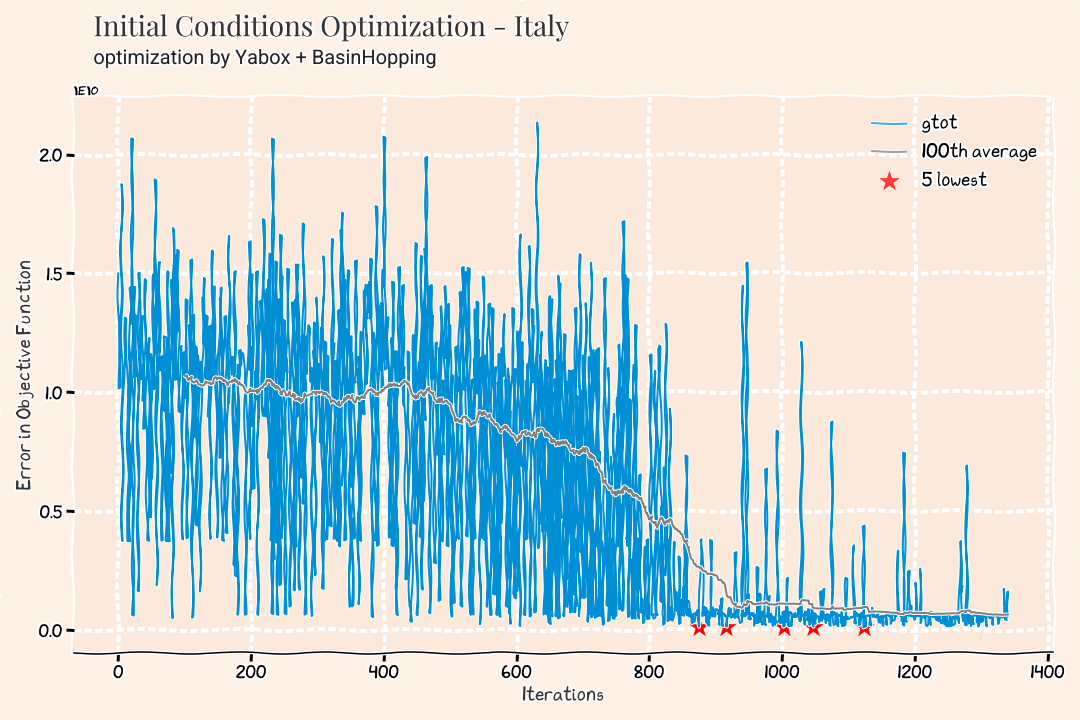 Initial Conditions Optimization - Italy
optimization by Yabox + BasinHopping
1E10
gtot
100th average
5 lowest
2.0
1.5
1.0
0.5
0.0
Error in Objective Function
0 200 400 600 800 1000 1200 1400
Iterations